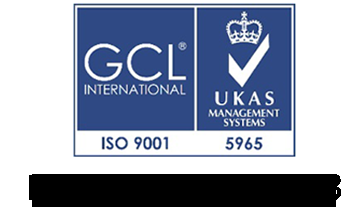 GCL®
INTERNATIONAL
UKAS
MANAGEMENT
SYSTEMS
ISO 9001
5965